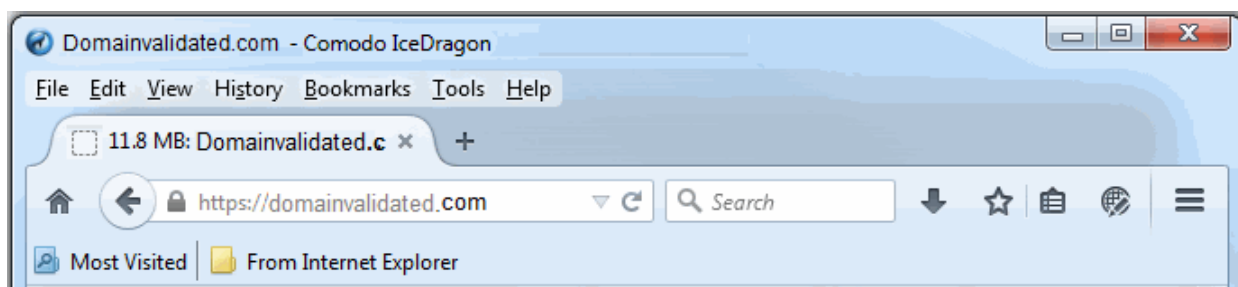 Domainvalidated.com - Comodo IceDragon
File Edit View History Bookmarks Tools Help
11.8 MB: Domainvalidated.c
https://domainvalidated.com Search
Most Visited From Internet Explorer